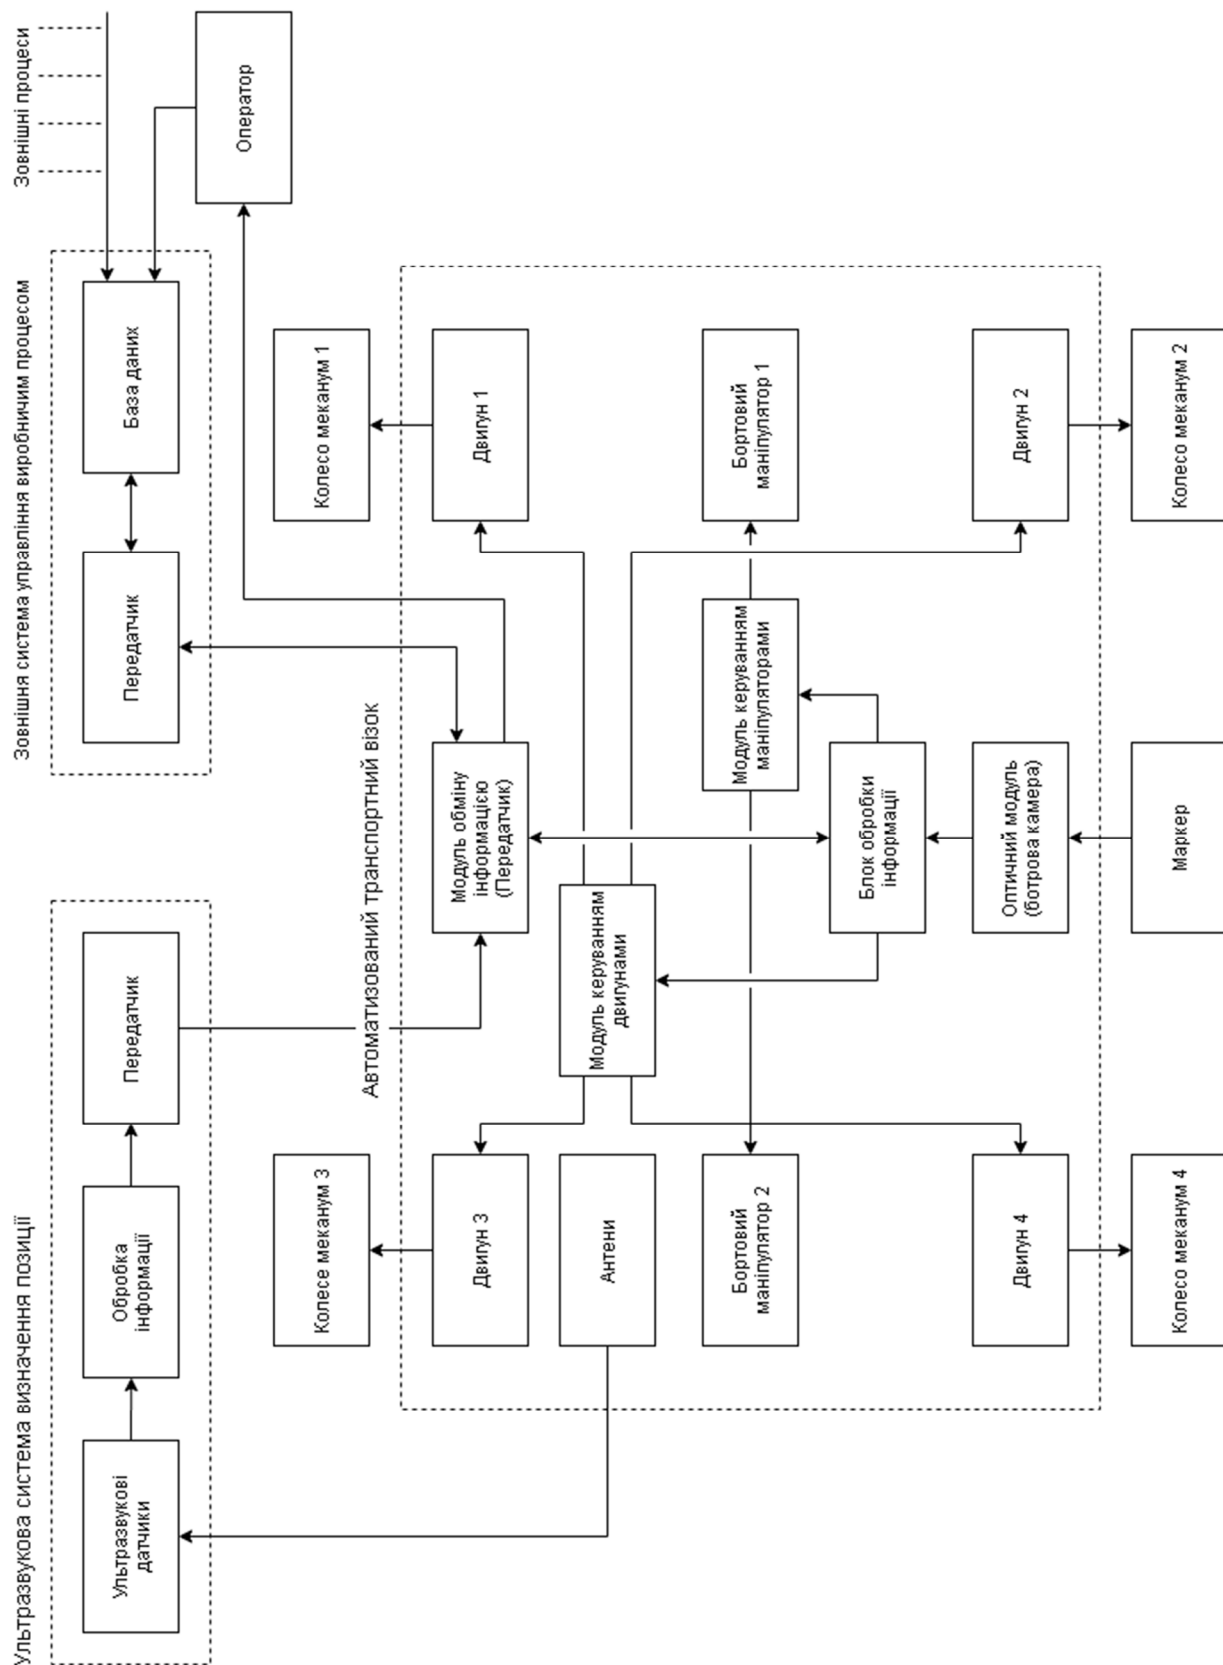 Ультразвукова система визначення позиції
Зовнішня система управління виробничим процесом
Зовнішні процеси
Ультразвукові
датчики
Обробка
інформації
Передатчик
Передатчик
База даних
Оператор
Колесе меканум 3
Колесо меканум 1
Автоматизований транспортний візок
Двигун 3
Модуль обміну
інформацією
(Передатчик)
Двигун 1
Антени
Модуль керуванням
двигунами
Бортовий
маніпулятор 2
Модуль керуванням
маніпуляторами
Бортовий
маніпулятор 1
Блок обробки
інформації
Двигун 4
Оптичний модуль
(ботрова камера)
Двигун 2
Колесо меканум 4
Маркер
Колесо меканум 2